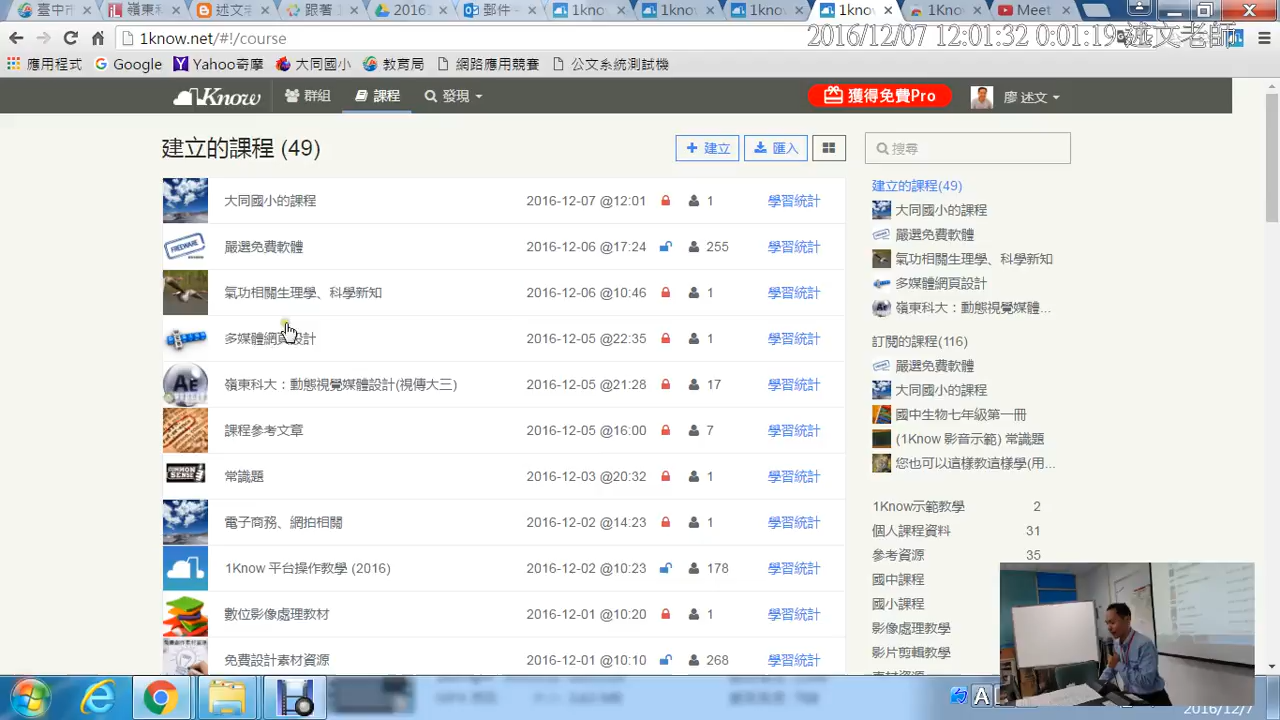 臺中市
嶺東科
述文老
跟著
2016
郵件 -
1kno
1know
1know
1kno
1Kno
Meet
1know.net/#!/course
2016/12/07 12:01:32 0:01:19 述文老師
應用程式 Google Yahoo奇摩 大同國小 教育局 網路應用競賽 公文系統測試機
1Know 群組 課程 發現 獲得免費Pro 廖 述文
建立的課程 (49) 建立 匯入 搜尋
大同國小的課程 2016-12-07 @12:01 1 學習統計
嚴選免費軟體 2016-12-06 @17:24 255 學習統計
氣功相關生理學、科學新知 2016-12-06 @10:46 1 學習統計
多媒體網頁設計 2016-12-05 @22:35 1 學習統計
嶺東科大：動態視覺媒體設計(視傳大三) 2016-12-05 @21:28 17 學習統計
課程參考文章 2016-12-05 @16:00 7 學習統計
常識題 2016-12-03 @20:32 1 學習統計
電子商務、網拍相關 2016-12-02 @14:23 1 學習統計
1Know 平台操作教學 (2016) 2016-12-02 @10:23 178 學習統計
數位影像處理教材 2016-12-01 @10:20 1 學習統計
免費設計素材資源 2016-12-01 @10:10 268 學習統計
建立的課程(49)
大同國小的課程
嚴選免費軟體
氣功相關生理學、科學新知
多媒體網頁設計
嶺東科大：動態視覺媒體...
訂閱的課程(116)
嚴選免費軟體
大同國小的課程
國中生物七年級第一冊
(1Know 影音示範) 常識題
您也可以這樣教這樣學(用...
1Know示範教學 2
個人課程資料 31
參考資源 35
國中課程
國小課程
影像處理教學
影片剪輯教學
FREEWARE
AE
COMMON SENSE
A
2016/12/7